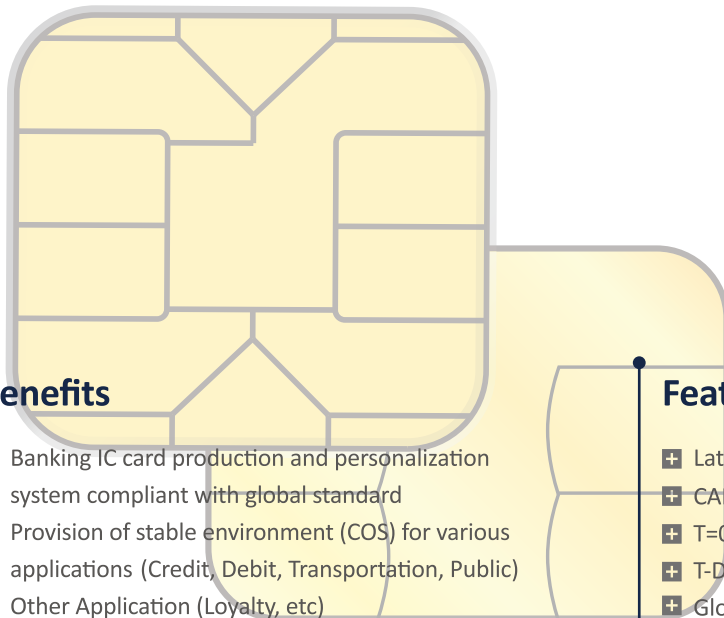 enefits
Banking IC card production and personalization
system compliant with global standard
Provision of stable environment (COS) for various
applications (Credit, Debit, Transportation, Public)
Other Application (Loyalty, etc)
Feat
Lat
CA
T=0
T-D
Glo